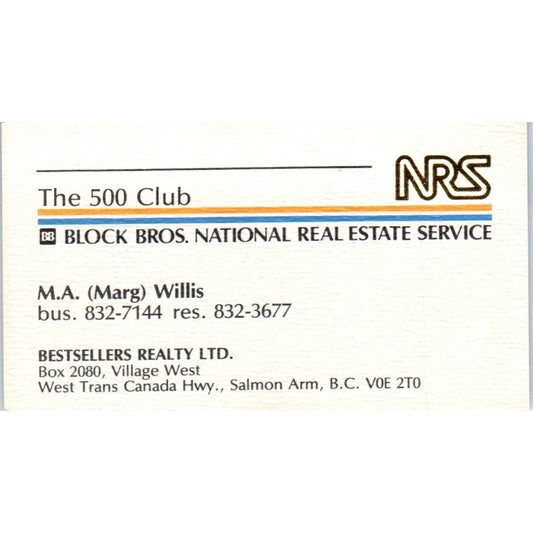 NRS
The 500 Club
BB BLOCK BROS. NATIONAL REAL ESTATE SERVICE
M.A. (Marg) Willis
bus. 832-7144 res. 832-3677
BESTSELLERS REALTY LTD.
Box 2080, Village West
West Trans Canada Hwy., Salmon Arm, B.C. V0E 2T0